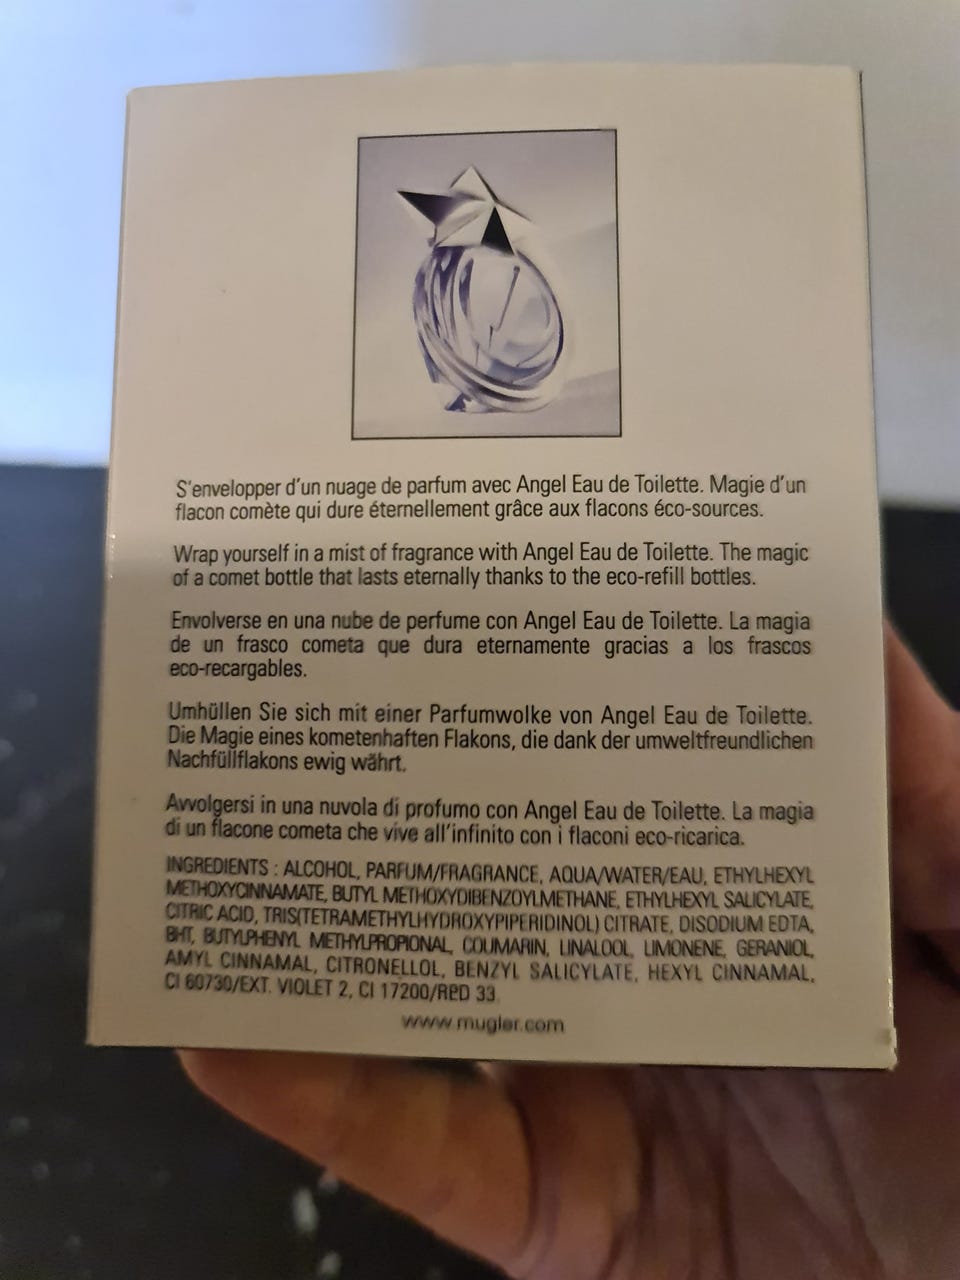 S'envelopper d'un nuage de parfum avec Angel Eau de Toilette. Magie d'un
flacon comète qui dure éternellement grâce aux flacons éco-sources.
Wrap yourself in a mist of fragrance with Angel Eau de Toilette. The magic
of a comet bottle that lasts eternally thanks to the eco-refill bottles.
Envolverse en una nube de perfume con Angel Eau de Toilette. La magia
de un frasco cometa que dura eternamente gracias a los frascos
eco-recargables.
Umhüllen Sie sich mit einer Parfumwolke von Angel Eau de Toilette.
Die Magie eines kometenhaften Flakons, die dank der umweltfreundlichen
Nachfüllflakons ewig währt.
Avvolgersi in una nuvola di profumo con Angel Eau de Toilette. La magia
di un flacone cometa che vive all'infinito con i flaconi eco-ricarica.
INGREDIENTS : ALCOHOL, PARFUM/FRAGRANCE, AQUA/WATER/EAU, ETHYLHEXYL
METHOXYCINNAMATE, BUTYL METHOXYDIBENZOYLMETHANE, ETHYLHEXYL SALICYLATE,
CITRIC ACID, TRIS(TETRAMETHYLHYDROXYPIPERIDINOL) CITRATE, DISODIUM EDTA,
BHT, BUTYLPHENYL METHYLPROPIONAL, COUMARIN, LINALOOL, LIMONENE, GERANIOL,
AMYL CINNAMAL, CITRONELLOL, BENZYL SALICYLATE, HEXYL CINNAMAL,
CI 60730/EXT. VIOLET 2, CI 17200/RED 33.
www.mugler.com